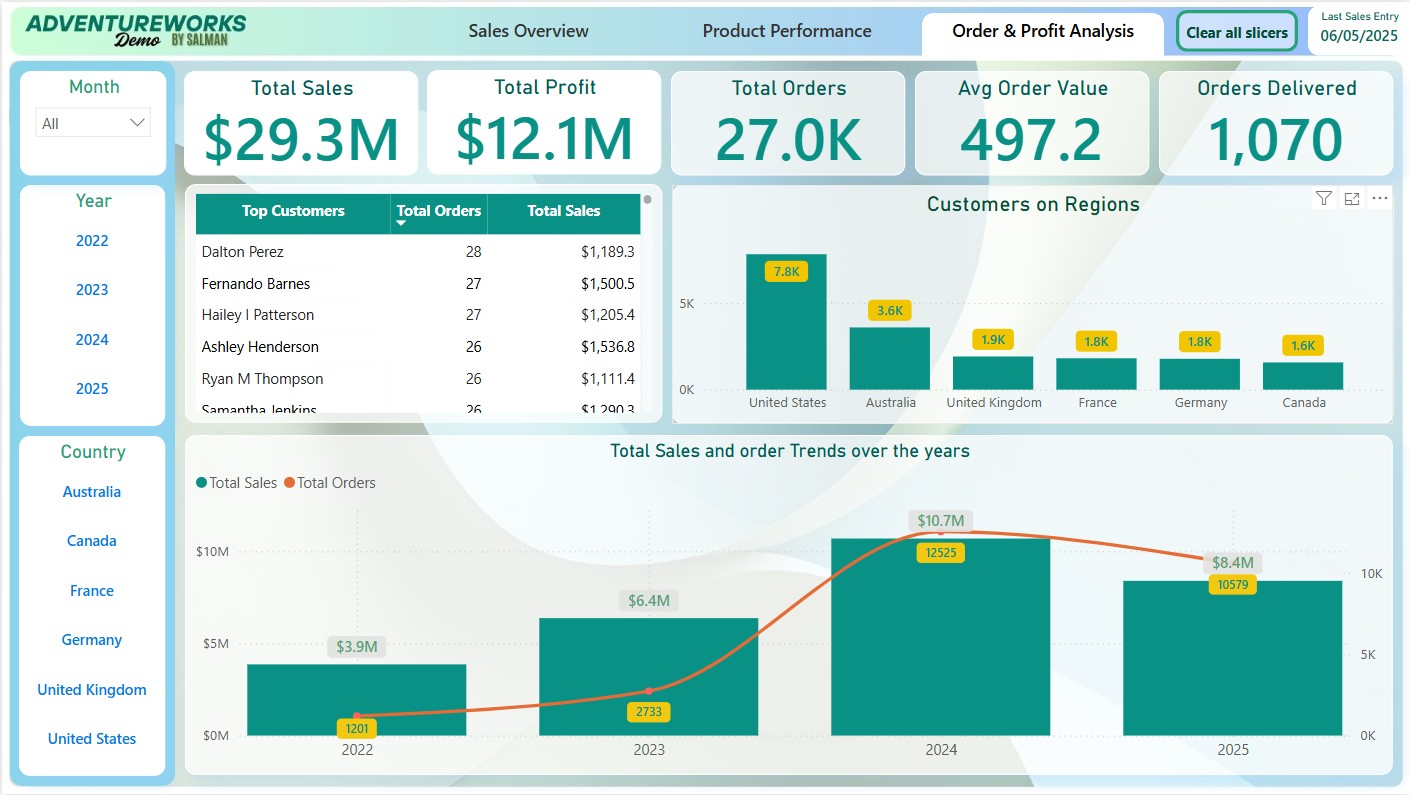 ADVENTUREWORKS
Demo BY SALMAN
Sales Overview
Product Performance
Order & Profit Analysis
Clear all slicers
Last Sales Entry
06/05/2025
Month
All
Year
2022
2023
2024
2025
Country
Australia
Canada
France
Germany
United Kingdom
United States
Total Sales
$29.3M
Total Profit
$12.1M
Total Orders
27.0K
Avg Order Value
497.2
Orders Delivered
1,070
Top Customers Total Orders Total Sales
Dalton Perez 28 $1,189.3
Fernando Barnes 27 $1,500.5
Hailey I Patterson 27 $1,205.4
Ashley Henderson 26 $1,536.8
Ryan M Thompson 26 $1,111.4
Samantha Jenkins 26 $1,290.3
Customers on Regions
5K
0K
7.8K
3.6K
1.9K
1.8K
1.8K
1.6K
United States Australia United Kingdom France Germany Canada
Total Sales and order Trends over the years
Total Sales Total Orders
$10M
$5M
$0M
$3.9M
$6.4M
$10.7M
$8.4M
1201
2733
12525
10579
10K
5K
0K
2022 2023 2024 2025